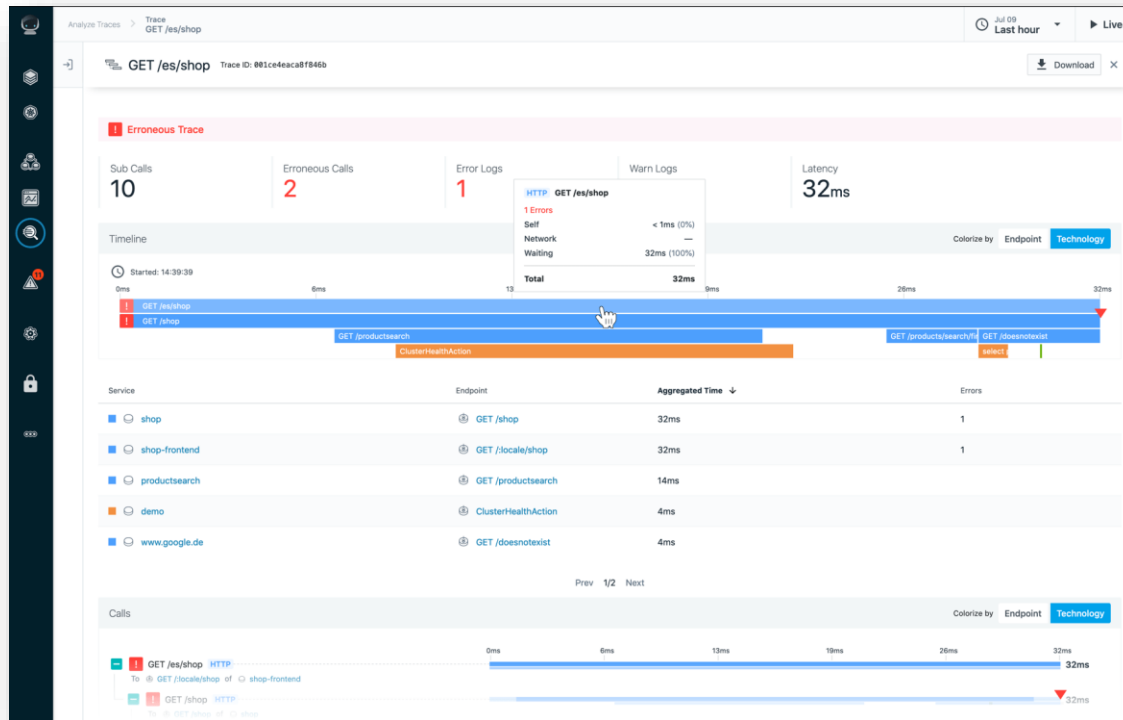 Analyze Traces
Trace
GET /es/shop
Jul 09
Last hour
Live
GET /es/shop Trace ID: 001ce4eaca8f846b
Download
! Erroneous Trace
Sub Calls
10
Erroneous Calls
2
Error Logs
1
Warn Logs
Latency
32ms
HTTP GET /es/shop
1 Errors
Self < 1ms (0%)
Network —
Waiting 32ms (100%)
Total 32ms
11
Timeline
Colorize by Endpoint Technology
Started: 14:39:39
0ms 6ms 13 9ms 26ms 32ms
! GET /es/shop
! GET /shop
GET /productsearch GET /products/search/fi GET /doesnotexist
ClusterHealthAction select
Service Endpoint Aggregated Time Errors
shop GET /shop 32ms 1
shop-frontend GET /:locale/shop 32ms 1
productsearch GET /productsearch 14ms
demo ClusterHealthAction 4ms
www.google.de GET /doesnotexist 4ms
Prev 1/2 Next
Calls
Colorize by Endpoint Technology
0ms 6ms 13ms 19ms 26ms 32ms
! GET /es/shop HTTP 32ms
To GET /:locale/shop of shop-frontend
! GET /shop HTTP 32ms
To GET /shop of shop